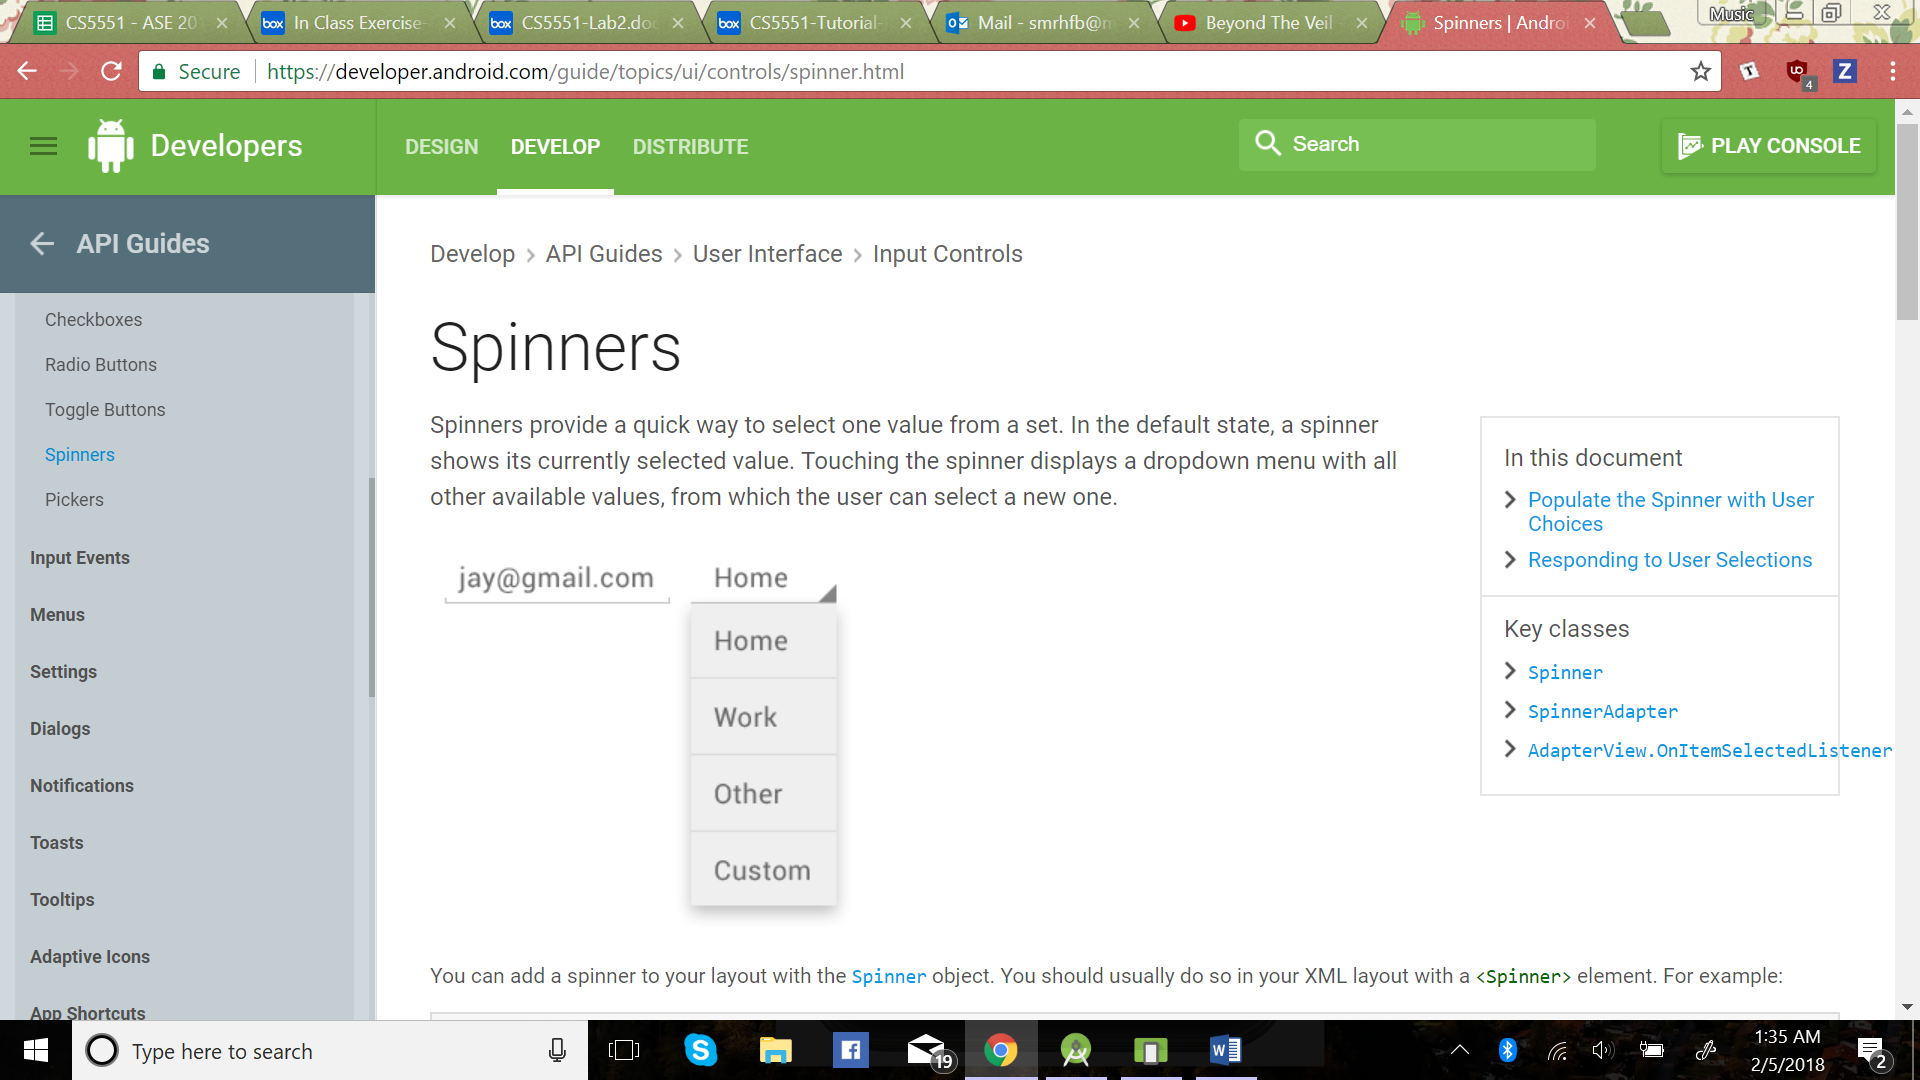 CS5551 - ASE 20
In Class Exercise-
CS5551-Lab2.doc
CS5551-Tutorial-
Mail - smrhfb@m
Beyond The Veil
Spinners | Androi
Music
Secure
https://developer.android.com/guide/topics/ui/controls/spinner.html
4
Developers
DESIGN
DEVELOP
DISTRIBUTE
Search
PLAY CONSOLE
API Guides
Checkboxes
Radio Buttons
Toggle Buttons
Spinners
Pickers
Input Events
Menus
Settings
Dialogs
Notifications
Toasts
Tooltips
Adaptive Icons
App Shortcuts
Develop > API Guides > User Interface > Input Controls
Spinners
Spinners provide a quick way to select one value from a set. In the default state, a spinner
shows its currently selected value. Touching the spinner displays a dropdown menu with all
other available values, from which the user can select a new one.
jay@gmail.com
Home
Home
Work
Other
Custom
In this document
Populate the Spinner with User
Choices
Responding to User Selections
Key classes
Spinner
SpinnerAdapter
AdapterView.OnItemSelectedListener
You can add a spinner to your layout with the Spinner object. You should usually do so in your XML layout with a <Spinner> element. For example:
Type here to search
19
1:35 AM
2/5/2018
2